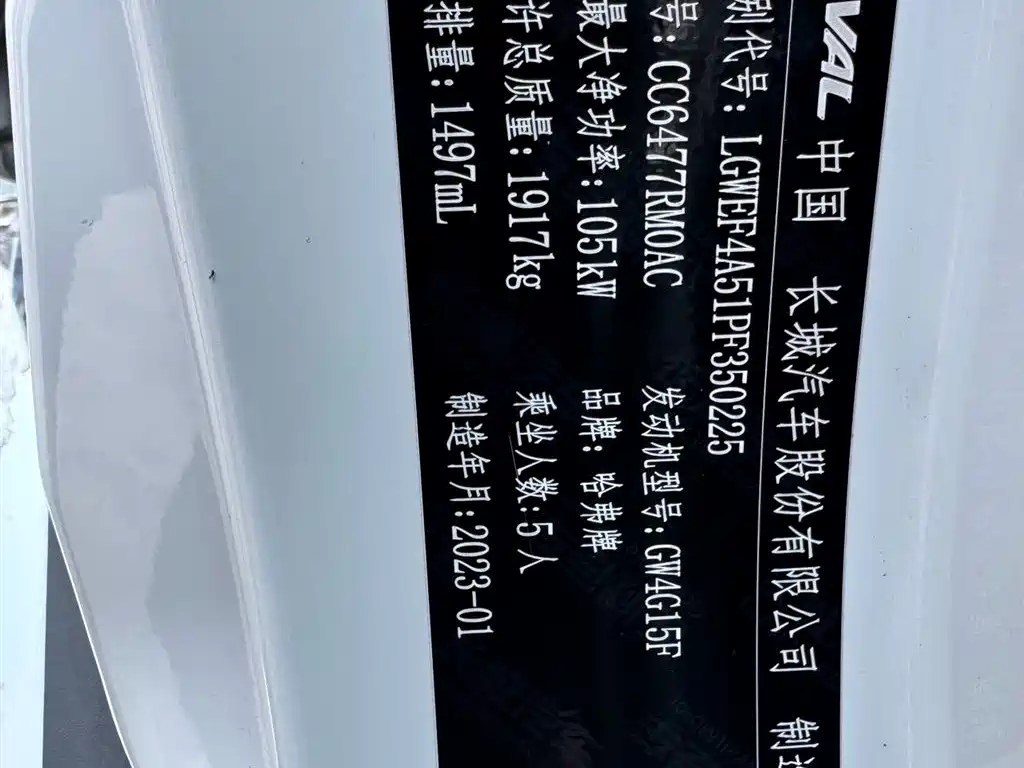 VAL 中国 长城汽车股份有限公司 制造
别代号:LGWEF4A51PF350225
号:CC6477RM0AC 发动机型号:GW4G15F
最大净功率:105kW 品牌:哈弗牌
许总质量:1917kg 乘坐人数:5人
排量:1497mL 制造年月:2023-01